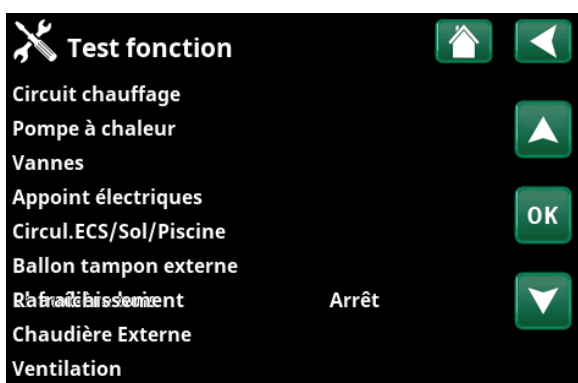 Test fonction
Circuit chauffage
Pompe à chaleur
Vannes
Appoint électriques
OK
Circul.ECS/Sol/Piscine
Ballon tampon externe
Rafraîchissement Arrêt
Chaudière Externe
Ventilation